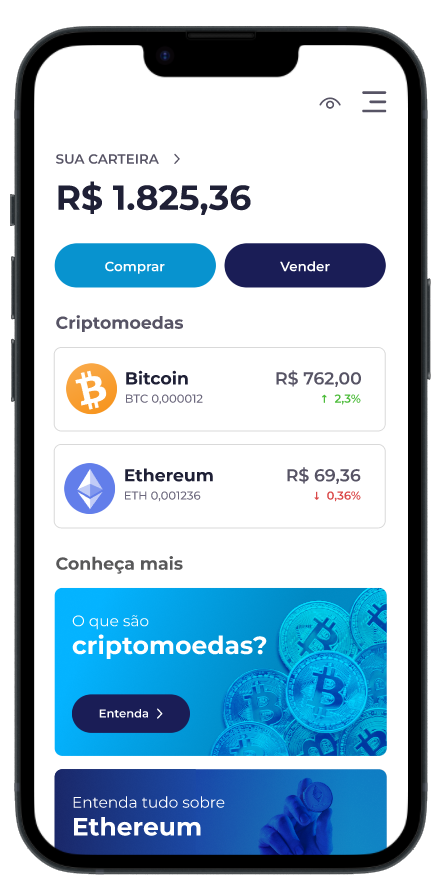 SUA CARTEIRA
R$ 1.825,36
Comprar
Vender
Criptomoedas
Bitcoin
R$ 762,00
BTC 0,000012
↑ 2,3%
Ethereum
R$ 69,36
ETH 0,001236
↓ 0,36%
Conheça mais
O que são
criptomoedas?
Entenda
Entenda tudo sobre
Ethereum